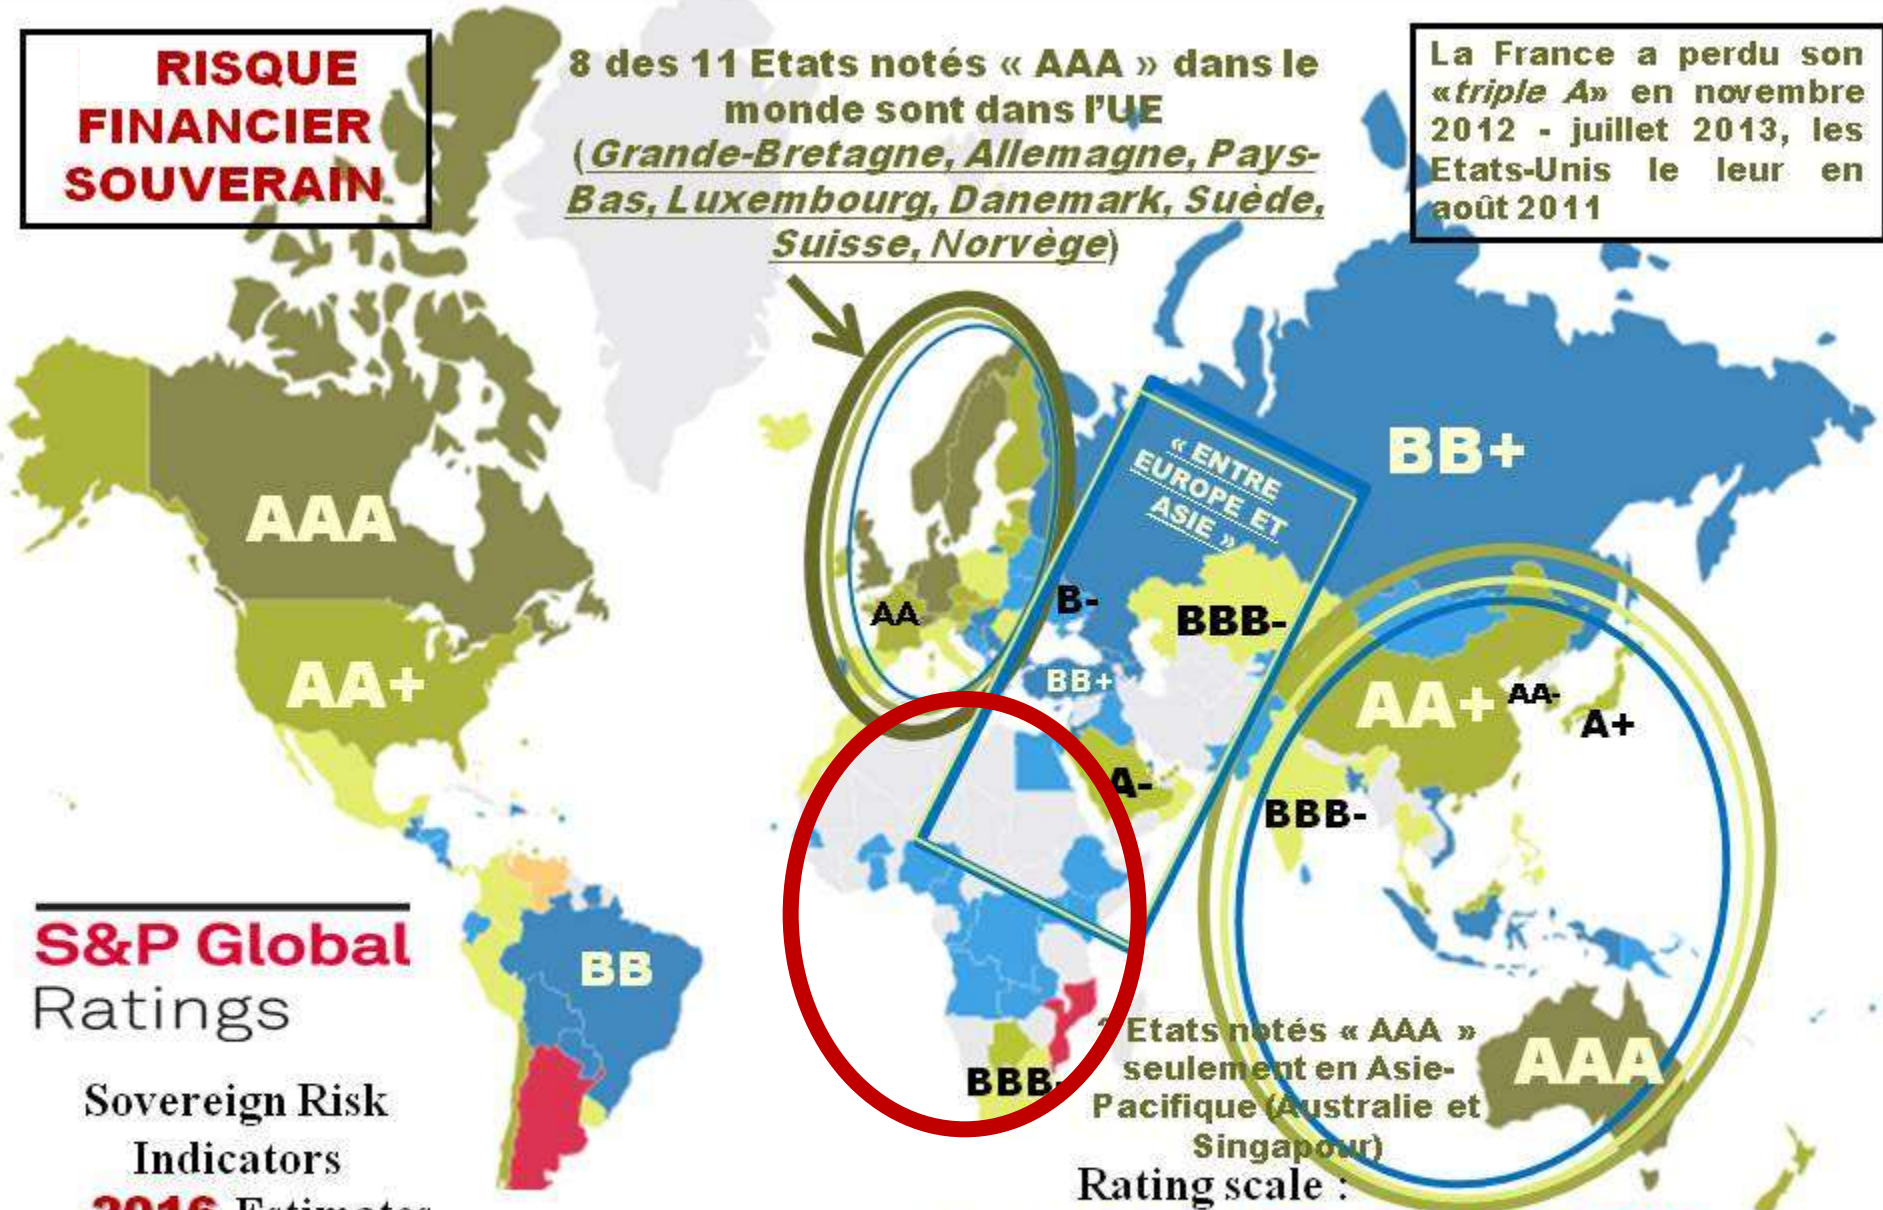 RISQUE
FINANCIER
SOUVERAIN
8 des 11 Etats notés « AAA » dans le
monde sont dans l'UE
(Grande-Bretagne, Allemagne, Pays-
Bas, Luxembourg, Danemark, Suède,
Suisse, Norvège)
La France a perdu son
«triple A» en novembre
2012 - juillet 2013, les
Etats-Unis le leur en
août 2011
« ENTRE
EUROPE ET
ASIE »
BB+
AAA
AA
B-
BBB-
AA+
BB+
AA+
AA-
A+
A-
BBB-
S&P Global
Ratings
BB
Etats notés « AAA »
seulement en Asie-
Pacifique (Australie et
Singapour)
AAA
BBB-
Sovereign Risk
Indicators
2016 Estimates
Rating scale :